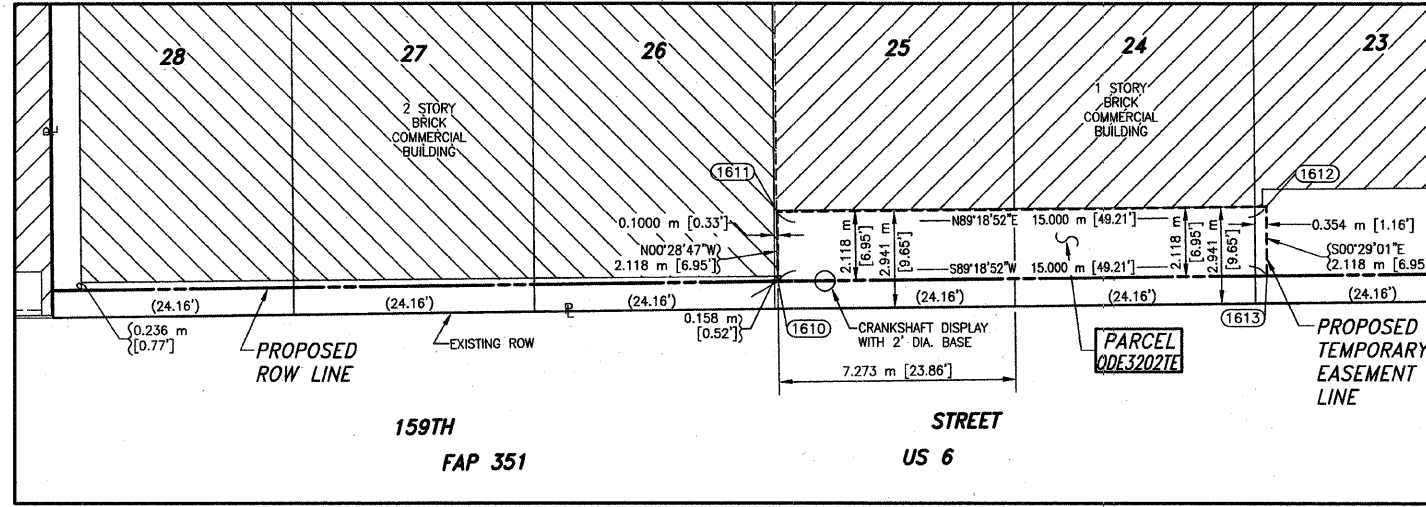 28
27
26
25
24
23
2 STORY
BRICK
COMMERCIAL
BUILDING
1 STORY
BRICK
COMMERCIAL
BUILDING
1611
1612
0.1000 m [0.33']
N89°18'52"E 15.000 m [49.21']
0.354 m [1.16']
N00°28'47"W
2.118 m [6.95']
2.118 m
[6.95']
2.941 m
[9.65']
2.118 m
[6.95']
2.941 m
[9.65']
S00°29'01"E
2.118 m [6.95
S89°18'52"W 15.000 m [49.21']
(24.16')
(24.16')
(24.16')
(24.16')
(24.16')
(24.16')
0.236 m
[0.77']
PROPOSED
ROW LINE
EXISTING ROW
0.158 m
[0.52']
1610
CRANKSHAFT DISPLAY
WITH 2' DIA. BASE
1613
PARCEL
0DE3202TE
PROPOSED
TEMPORARY
EASEMENT
LINE
7.273 m [23.86']
159TH
STREET
FAP 351
US 6